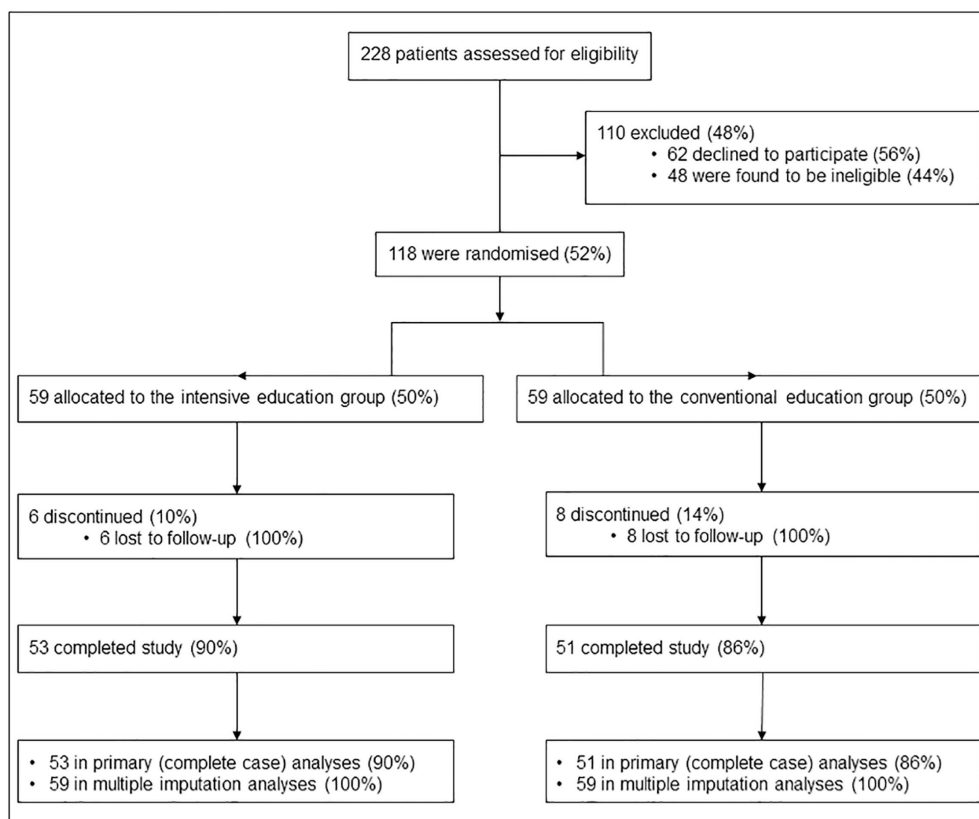 228 patients assessed for eligibility
110 excluded (48%)
• 62 declined to participate (56%)
• 48 were found to be ineligible (44%)
118 were randomised (52%)
59 allocated to the intensive education group (50%)
59 allocated to the conventional education group (50%)
6 discontinued (10%)
• 6 lost to follow-up (100%)
8 discontinued (14%)
• 8 lost to follow-up (100%)
53 completed study (90%)
51 completed study (86%)
• 53 in primary (complete case) analyses (90%)
• 59 in multiple imputation analyses (100%)
• 51 in primary (complete case) analyses (86%)
• 59 in multiple imputation analyses (100%)